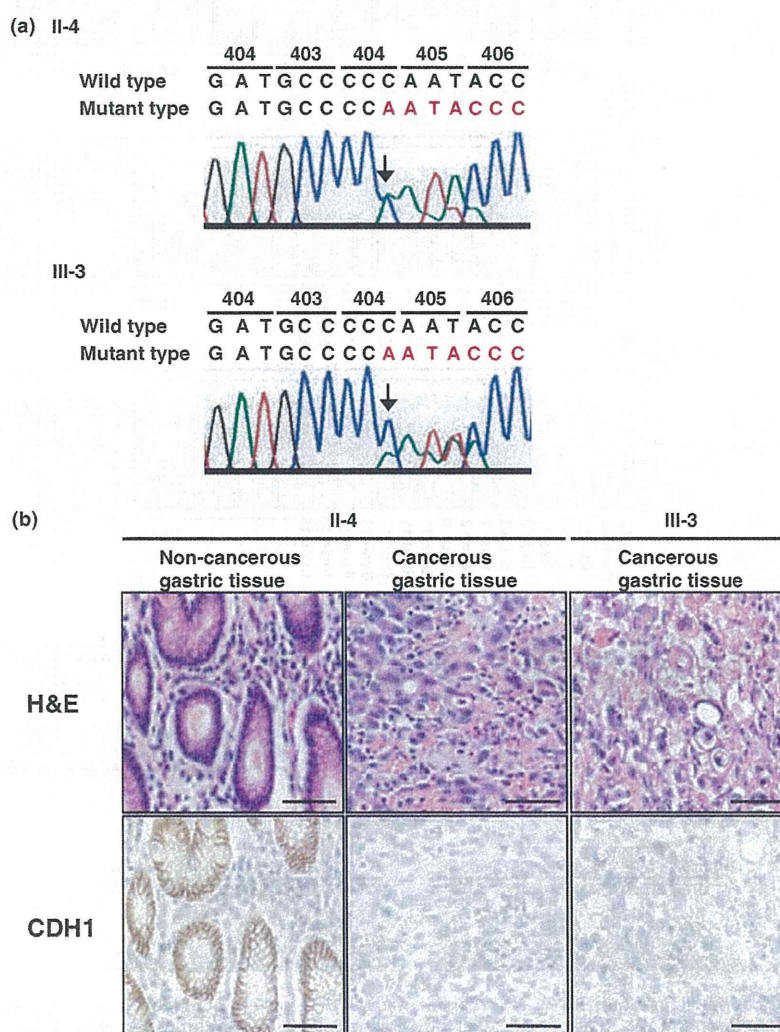 (a) II-4
404 403 404 405 406
Wild type G A T G C C C C C A A T A C C
Mutant type G A T G C C C C A A T A C C C
III-3
404 403 404 405 406
Wild type G A T G C C C C C A A T A C C
Mutant type G A T G C C C C A A T A C C C
(b) II-4 III-3
Non-cancerous gastric tissue
Cancerous gastric tissue
Cancerous gastric tissue
H&E
CDH1